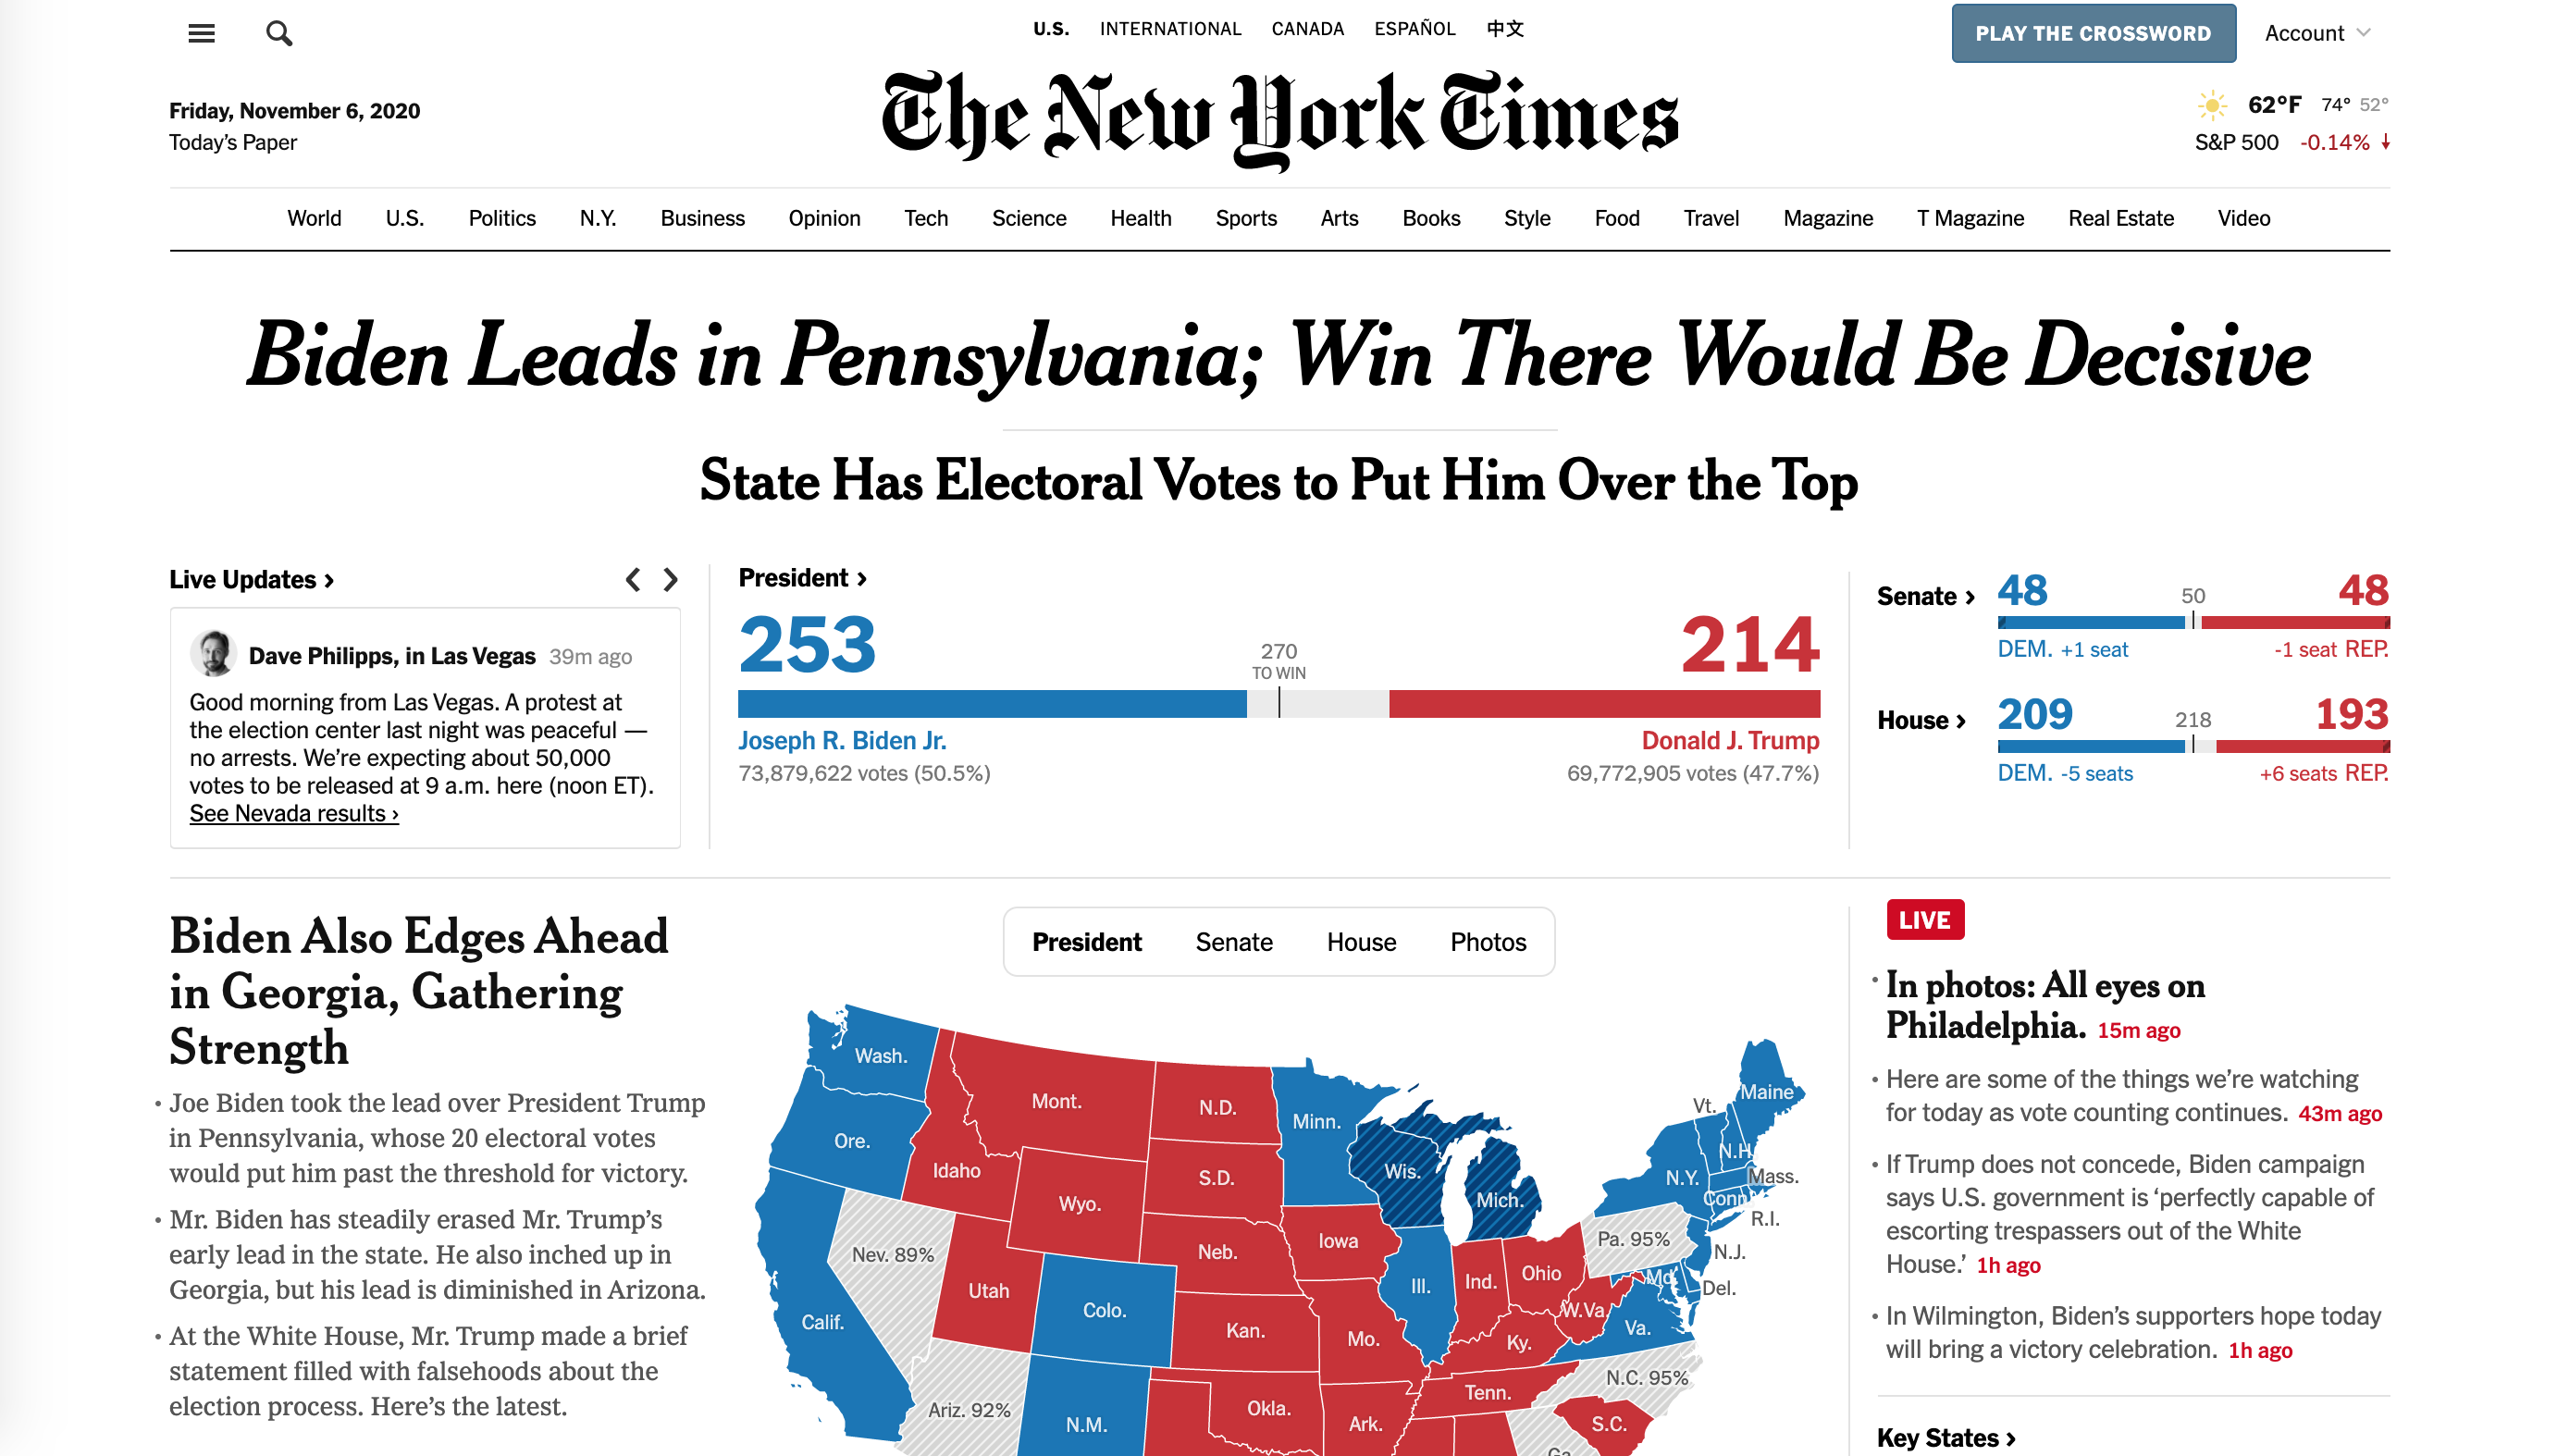 U.S. INTERNATIONAL CANADA ESPAÑOL 中文
PLAY THE CROSSWORD
Account
Friday, November 6, 2020
Today's Paper
The New York Times
62°F 74° 52°
S&P 500 -0.14%
World U.S. Politics N.Y. Business Opinion Tech Science Health Sports Arts Books Style Food Travel Magazine T Magazine Real Estate Video
Biden Leads in Pennsylvania; Win There Would Be Decisive
State Has Electoral Votes to Put Him Over the Top
Live Updates ›
Dave Philipps, in Las Vegas 39m ago
Good morning from Las Vegas. A protest at
the election center last night was peaceful —
no arrests. We’re expecting about 50,000
votes to be released at 9 a.m. here (noon ET).
See Nevada results ›
President ›
253
270
TO WIN
214
Joseph R. Biden Jr.
Donald J. Trump
73,879,622 votes (50.5%)
69,772,905 votes (47.7%)
Senate › 48 50 48
DEM. +1 seat -1 seat REP.
House › 209 218 193
DEM. -5 seats +6 seats REP.
Biden Also Edges Ahead
in Georgia, Gathering
Strength
• Joe Biden took the lead over President Trump
in Pennsylvania, whose 20 electoral votes
would put him past the threshold for victory.
• Mr. Biden has steadily erased Mr. Trump’s
early lead in the state. He also inched up in
Georgia, but his lead is diminished in Arizona.
• At the White House, Mr. Trump made a brief
statement filled with falsehoods about the
election process. Here’s the latest.
President Senate House Photos
Wash.
Mont.
N.D.
Minn.
Maine
Vt.
Ore.
Idaho
S.D.
Wis.
Mich.
N.H.
N.Y.
Mass.
Conn.
R.I.
Wyo.
Nev. 89%
Neb.
Iowa
Pa. 95%
N.J.
Utah
Colo.
Ill.
Ind.
Ohio
Md.
Del.
W.Va.
Calif.
Kan.
Mo.
Ky.
Va.
Ariz. 92%
N.M.
Okla.
Ark.
Tenn.
N.C. 95%
S.C.
Ga.
LIVE
• In photos: All eyes on
Philadelphia. 15m ago
• Here are some of the things we’re watching
for today as vote counting continues. 43m ago
• If Trump does not concede, Biden campaign
says U.S. government is ‘perfectly capable of
escorting trespassers out of the White
House.’ 1h ago
• In Wilmington, Biden’s supporters hope today
will bring a victory celebration. 1h ago
Key States ›